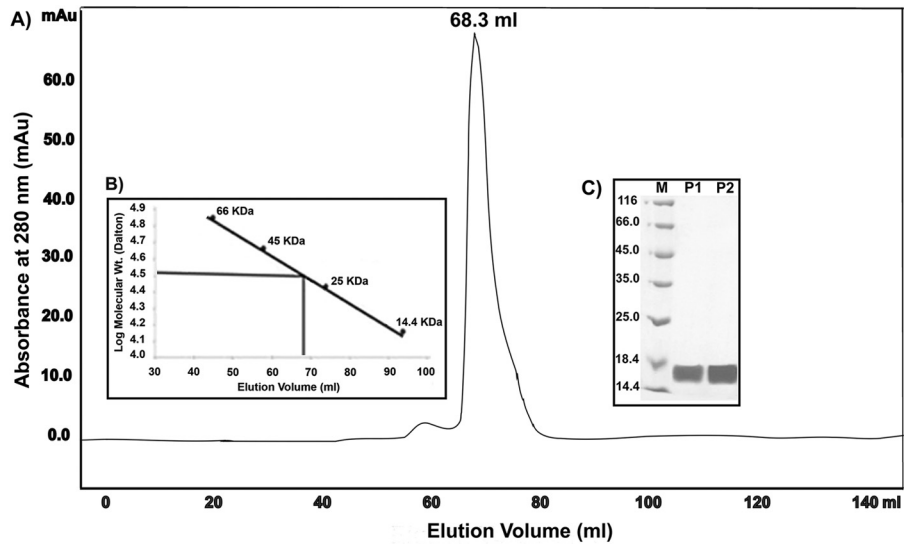 A)
mAu
68.3 ml
60.0
50.0
40.0
30.0
20.0
10.0
0.0
Absorbance at 280 nm (mAu)
0 20 40 60 80 100 120 140 ml
Elution Volume (ml)
B)
4.9
4.8
4.7
4.6
4.5
4.4
4.3
4.2
4.1
4.0
Log Molecular Wt. (Dalton)
66 KDa
45 KDa
25 KDa
14.4 KDa
30 40 50 60 70 80 90 100
Elution Volume (ml)
C)
M P1 P2
116
66.0
45.0
35.0
25.0
18.4
14.4